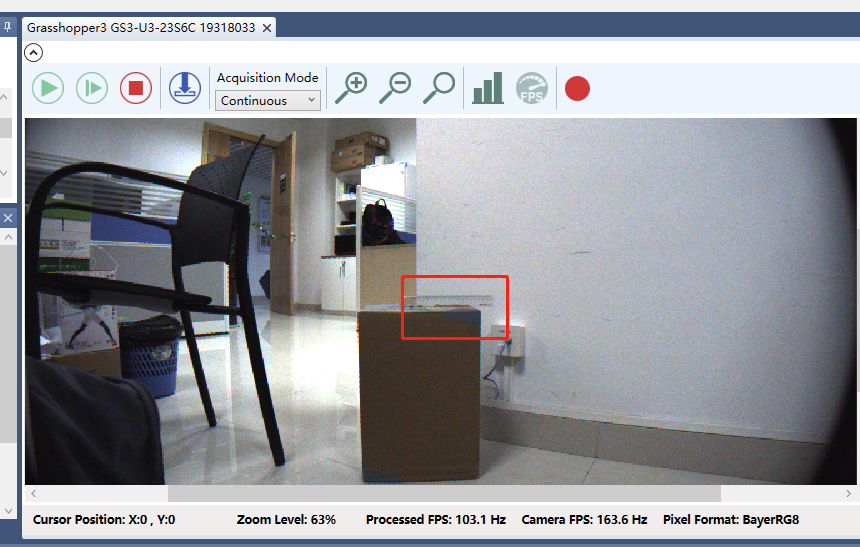 Grasshopper3 GS3-U3-23S6C 19318033
Acquisition Mode
Continuous
FPS
Cursor Position: X:0 , Y:0
Zoom Level: 63%
Processed FPS: 103.1 Hz
Camera FPS: 163.6 Hz
Pixel Format: BayerRG8